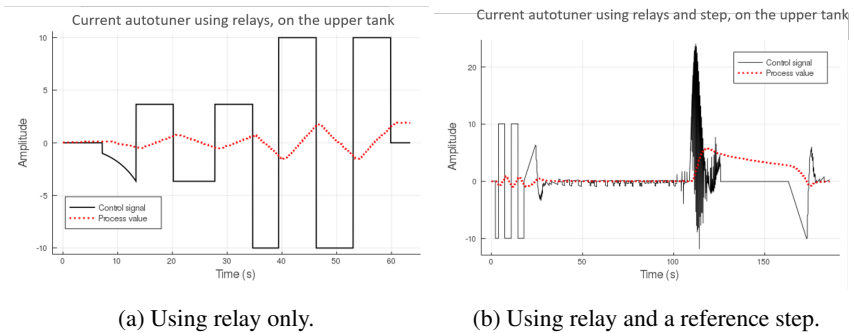 Current autotuner using relays, on the upper tank
10
5
0
-5
-10
Amplitude
Control signal
Process value
0
10
20
30
40
50
60
Time (s)
(a) Using relay only.
Current autotuner using relays and step, on the upper tank
20
10
0
-10
Amplitude
Control signal
Process value
0
50
100
150
Time (s)
(b) Using relay and a reference step.